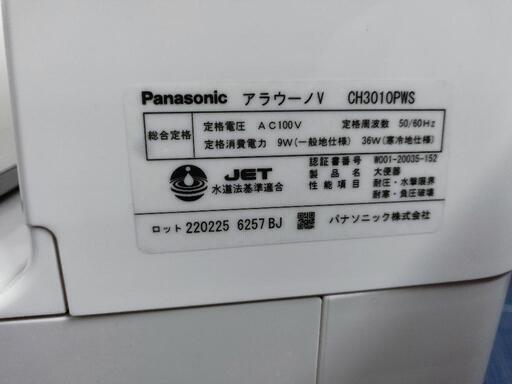 Panasonic アラウーノV CH3010PWS
総合定格
定格電圧 AC100V 定格周波数 50/60Hz
定格消費電力 9W(一般地仕様) 36W(寒冷地仕様)
JET
水道法基準適合
認証書番号 W001-20035-152
製品名 大便器
性能項目 耐圧・水撃限界
耐寒・負圧破壊
ロット 220225 6257BJ
パナソニック株式会社